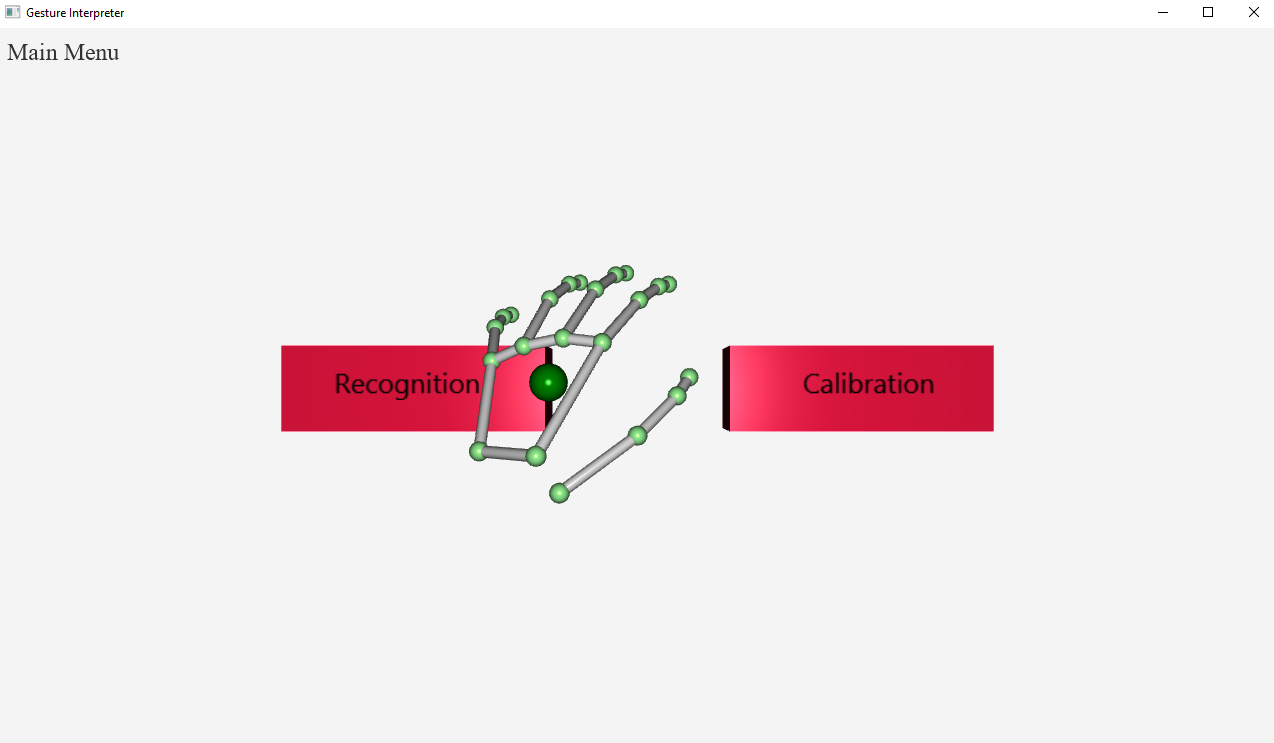 Gesture Interpreter
Main Menu
Recognition
Calibration